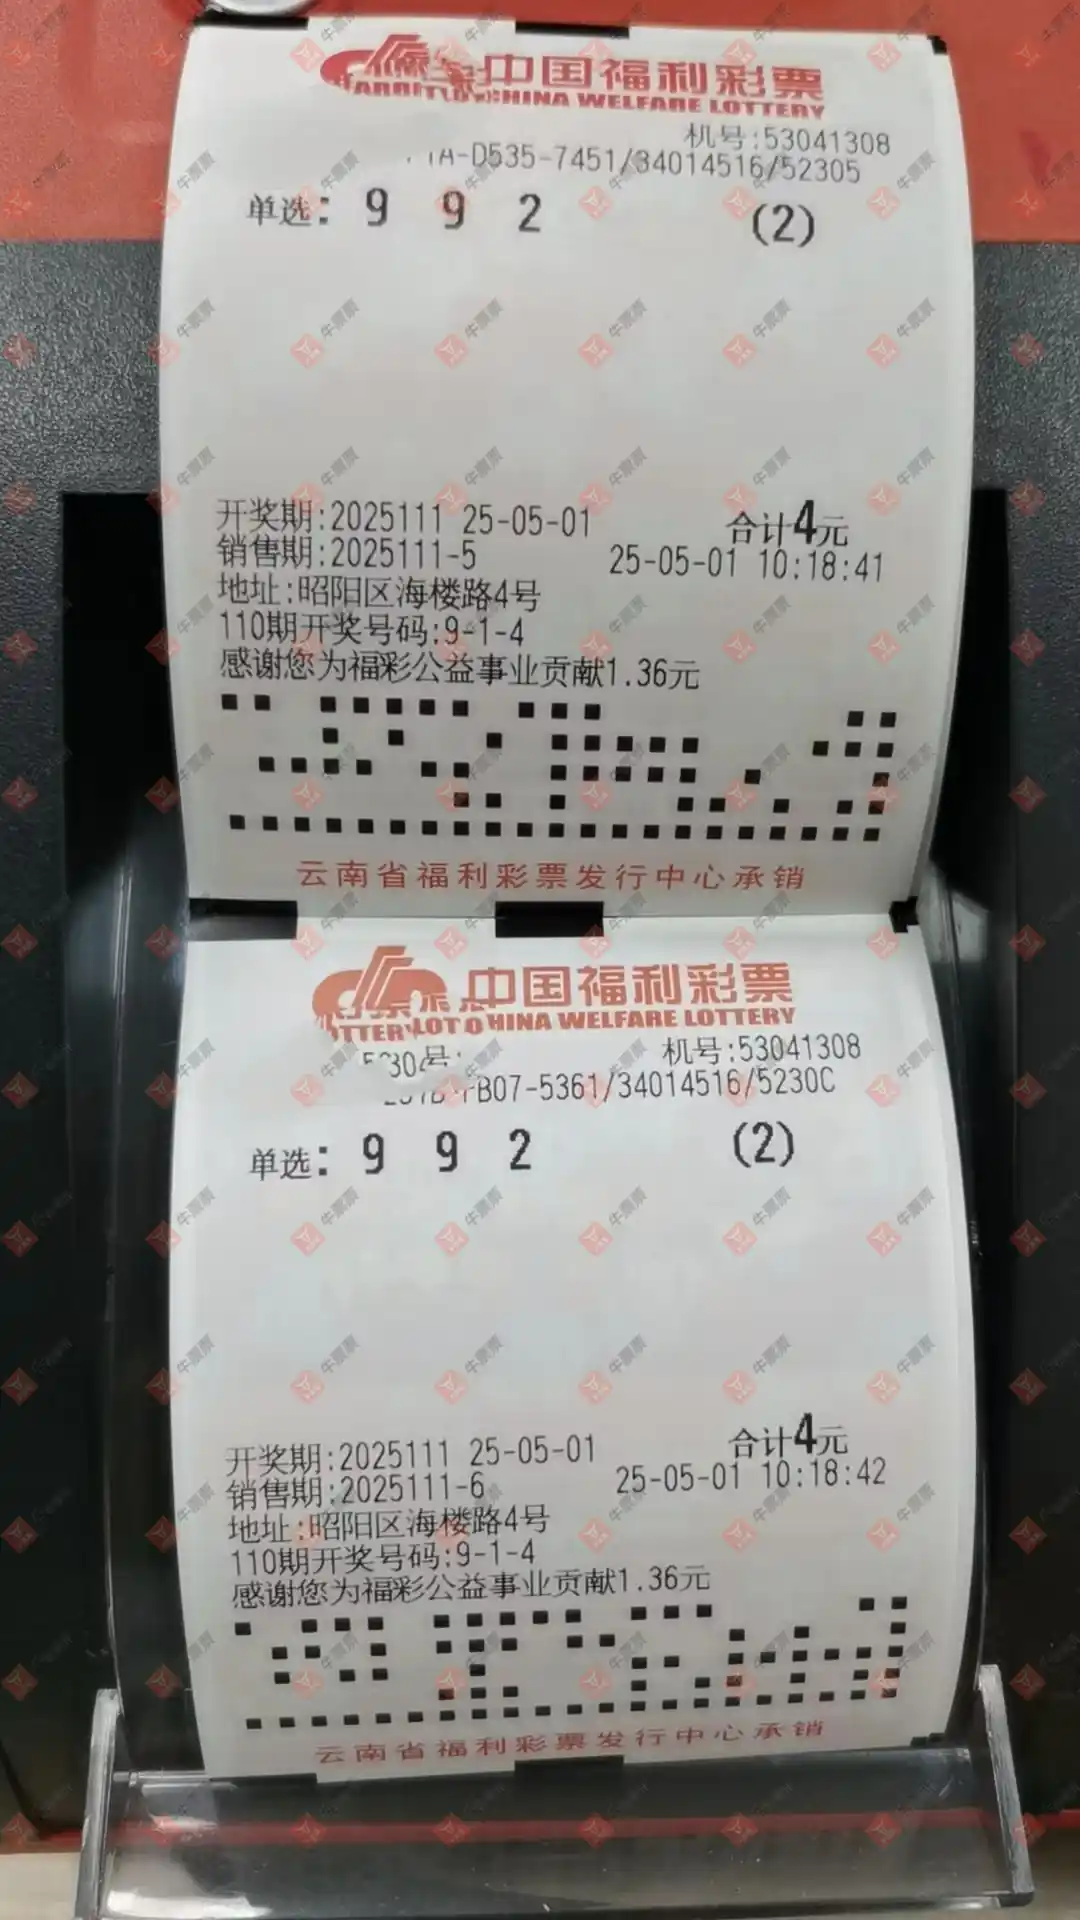 中国福利彩票
CHINA WELFARE LOTTERY
机号:53041308
1A-D535-7451/34014516/52305
单选: 9 9 2 (2)
开奖期:2025111 25-05-01 合计4元
销售期:2025111-5 25-05-01 10:18:41
地址:昭阳区海楼路4号
110期开奖号码:9-1-4
感谢您为福彩公益事业贡献1.36元
云南省福利彩票发行中心承销
中国福利彩票
HINA WELFARE LOTTERY
机号:53041308
FB07-5361/34014516/5230C
单选: 9 9 2 (2)
开奖期:2025111 25-05-01 合计4元
销售期:2025111-6 25-05-01 10:18:42
地址:昭阳区海楼路4号
110期开奖号码:9-1-4
感谢您为福彩公益事业贡献1.36元
云南省福利彩票发行中心承销
牛票票